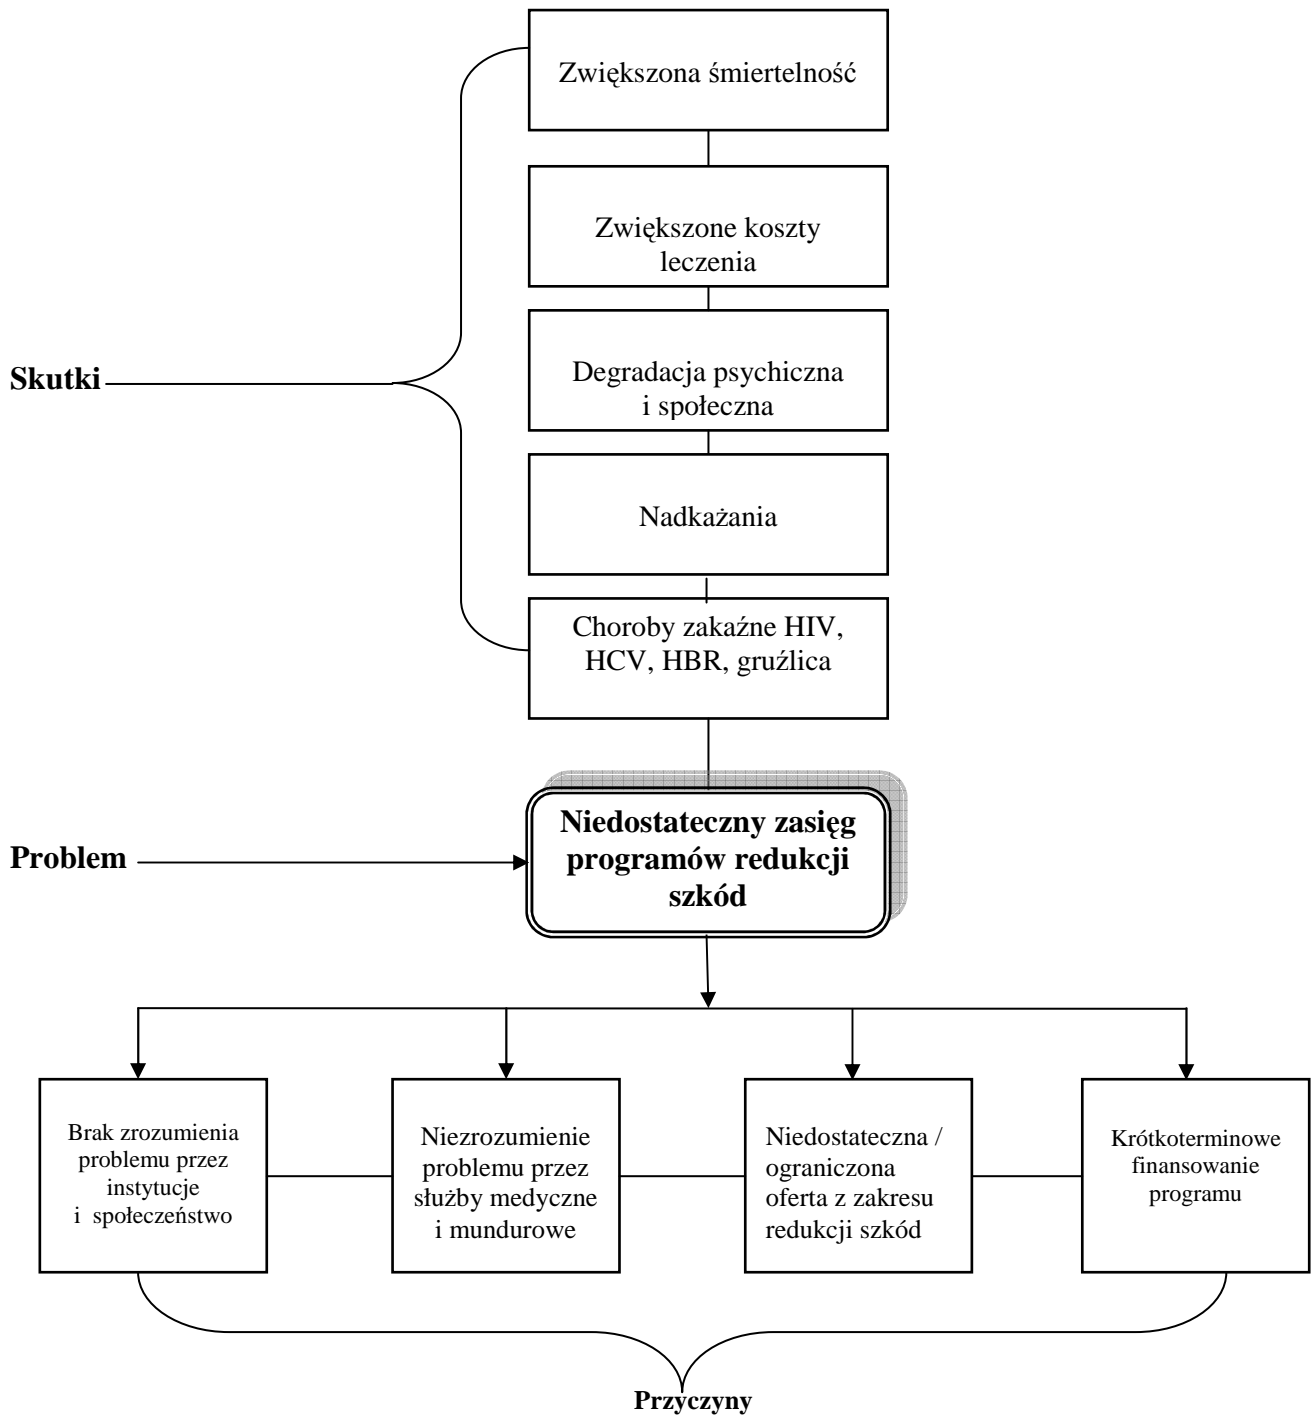 Zwiększona śmiertelność
Zwiększone koszty
leczenia
Skutki
Degradacja psychiczna
i społeczna
Nadkażania
Choroby zakaźne HIV,
HCV, HBR, gruźlica
Problem
Niedostateczny zasięg
programów redukcji
szkód
Brak zrozumienia
problemu przez
instytucje
i społeczeństwo
Niezrozumienie
problemu przez
służby medyczne
i mundurowe
Niedostateczna /
ograniczona
oferta z zakresu
redukcji szkód
Krótkoterminowe
finansowanie
programu
Przyczyny